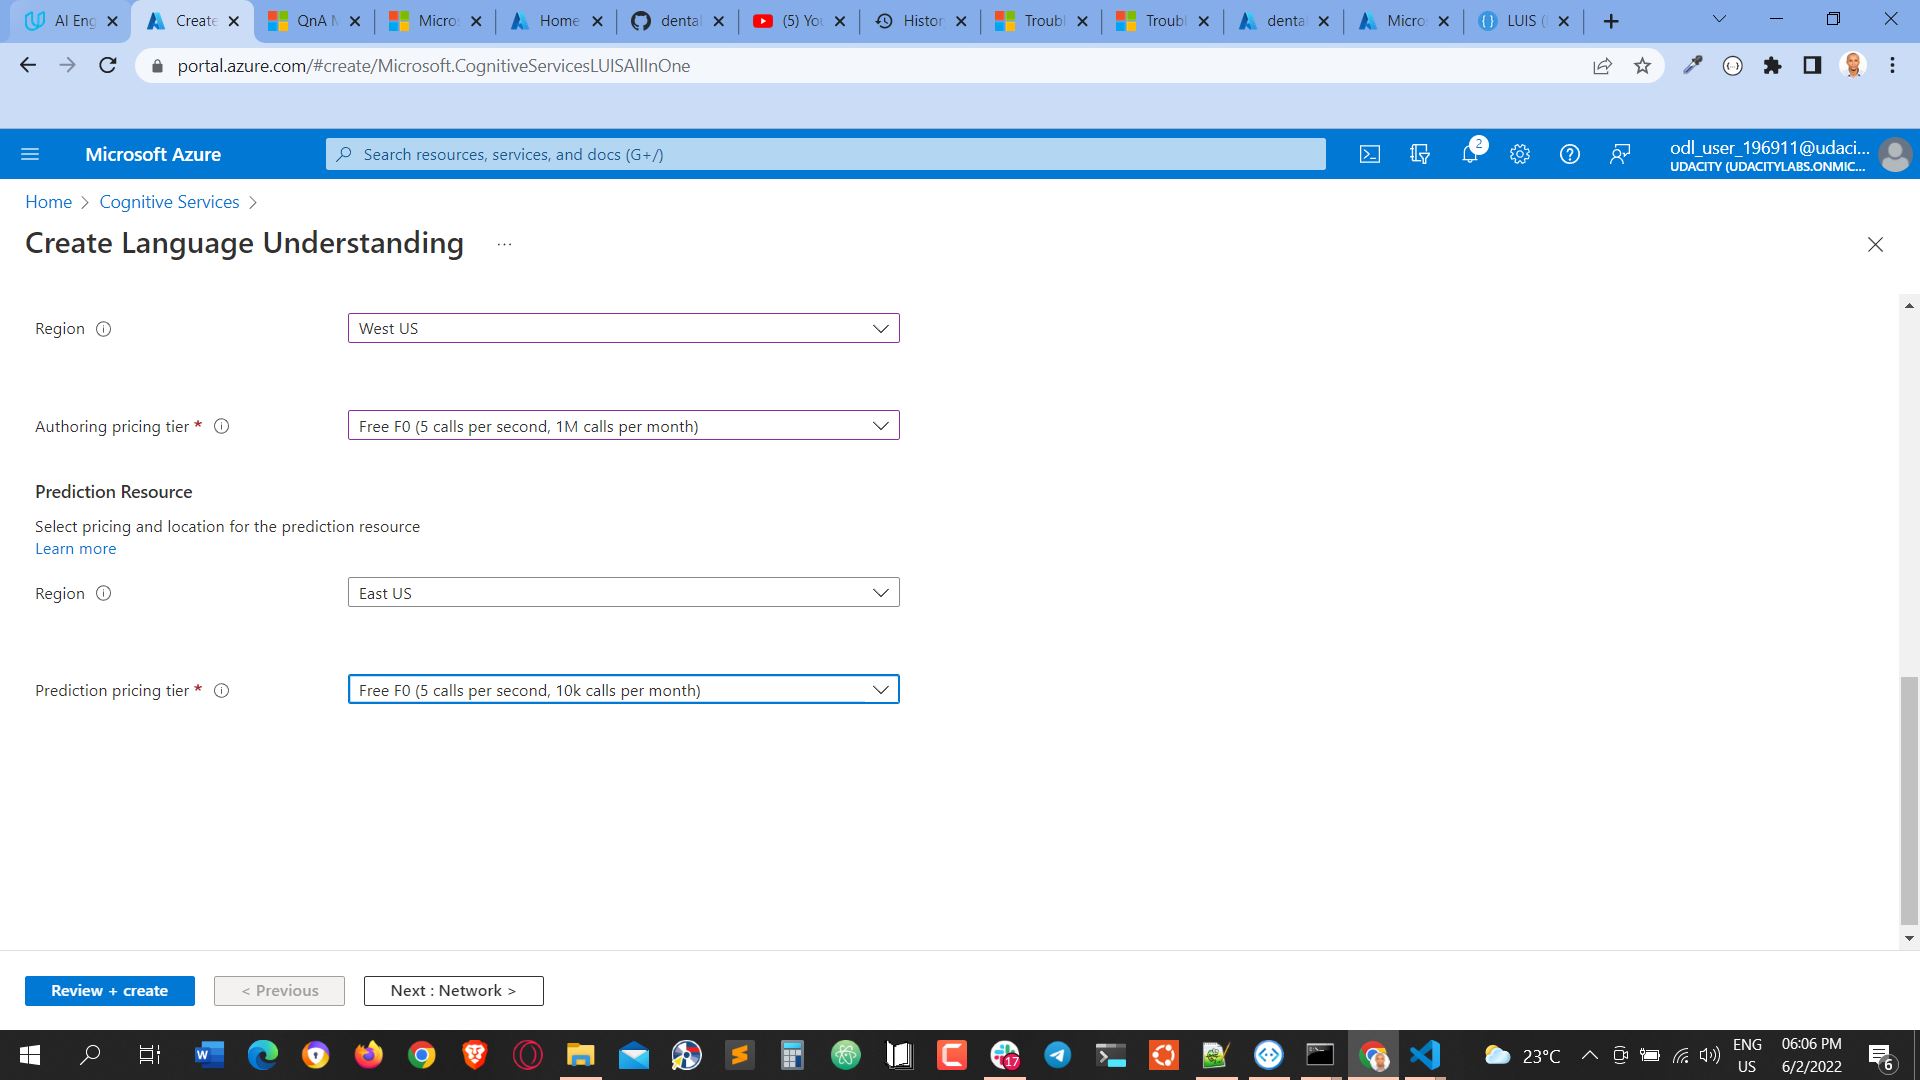 AI Eng
Create
QnA M
Micros
Home
dental
(5) You
History
Troubl
Troubl
dental
Micro
LUIS (
portal.azure.com/#create/Microsoft.CognitiveServicesLUISAllInOne
Microsoft Azure
Search resources, services, and docs (G+/)
2
odl_user_196911@udaci...
UDACITY (UDACITYLABS.ONMIC...
Home > Cognitive Services >
Create Language Understanding ...
Region
West US
Authoring pricing tier *
Free F0 (5 calls per second, 1M calls per month)
Prediction Resource
Select pricing and location for the prediction resource
Learn more
Region
East US
Prediction pricing tier *
Free F0 (5 calls per second, 10k calls per month)
Review + create
< Previous
Next : Network >
17
23°C
ENG
US
06:06 PM
6/2/2022
6